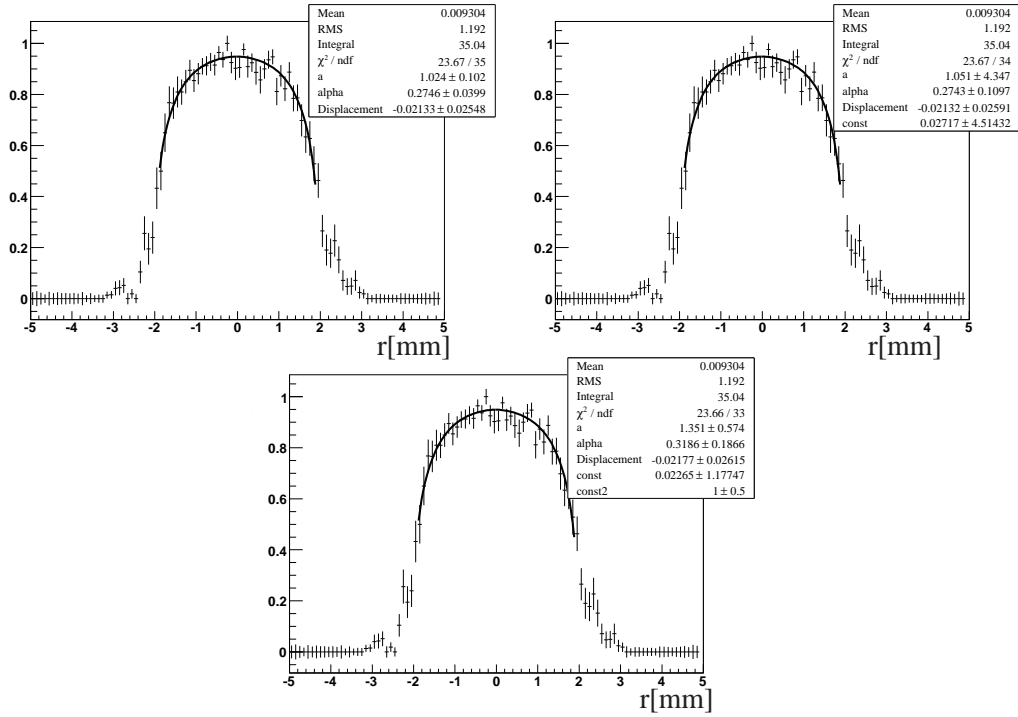 Mean 0.009304
RMS 1.192
Integral 35.04
χ² / ndf 23.67 / 35
a 1.024 ± 0.102
alpha 0.2746 ± 0.0399
Displacement -0.02133 ± 0.02548
1
0.8
0.6
0.4
0.2
0
-5 -4 -3 -2 -1 0 1 2 3 4 5
r[mm]
Mean 0.009304
RMS 1.192
Integral 35.04
χ² / ndf 23.67 / 34
a 1.051 ± 4.347
alpha 0.2743 ± 0.1097
Displacement -0.02132 ± 0.02591
const 0.02717 ± 4.51432
1
0.8
0.6
0.4
0.2
0
-5 -4 -3 -2 -1 0 1 2 3 4 5
r[mm]
Mean 0.009304
RMS 1.192
Integral 35.04
χ² / ndf 23.66 / 33
a 1.351 ± 0.574
alpha 0.3186 ± 0.1866
Displacement -0.02177 ± 0.02615
const 0.02265 ± 1.17747
const2 1 ± 0.5
1
0.8
0.6
0.4
0.2
0
-5 -4 -3 -2 -1 0 1 2 3 4 5
r[mm]